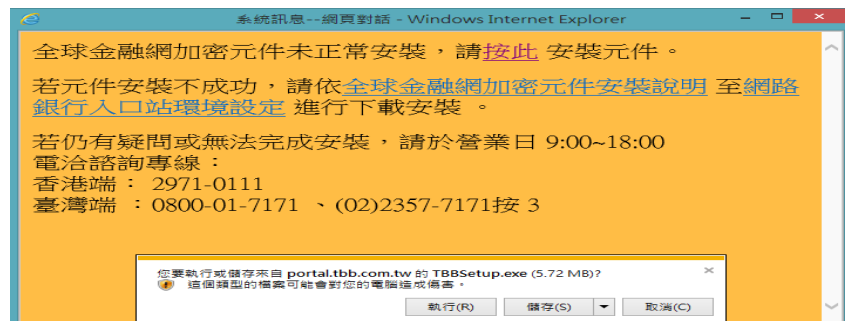 系統訊息--網頁對話 - Windows Internet Explorer
全球金融網加密元件未正常安裝，請按此 安裝元件。
若元件安裝不成功，請依全球金融網加密元件安裝說明 至網路
銀行入口站環境設定 進行下載安裝 。
若仍有疑問或無法完成安裝，請於營業日 9:00~18:00
電洽諮詢專線：
香港端： 2971-0111
臺灣端 ：0800-01-7171 、(02)2357-7171按 3
您要執行或儲存來自 portal.tbb.com.tw 的 TBBSetup.exe (5.72 MB)?
這個類型的檔案可能會對您的電腦造成傷害。
執行(R) 儲存(S) 取消(C)